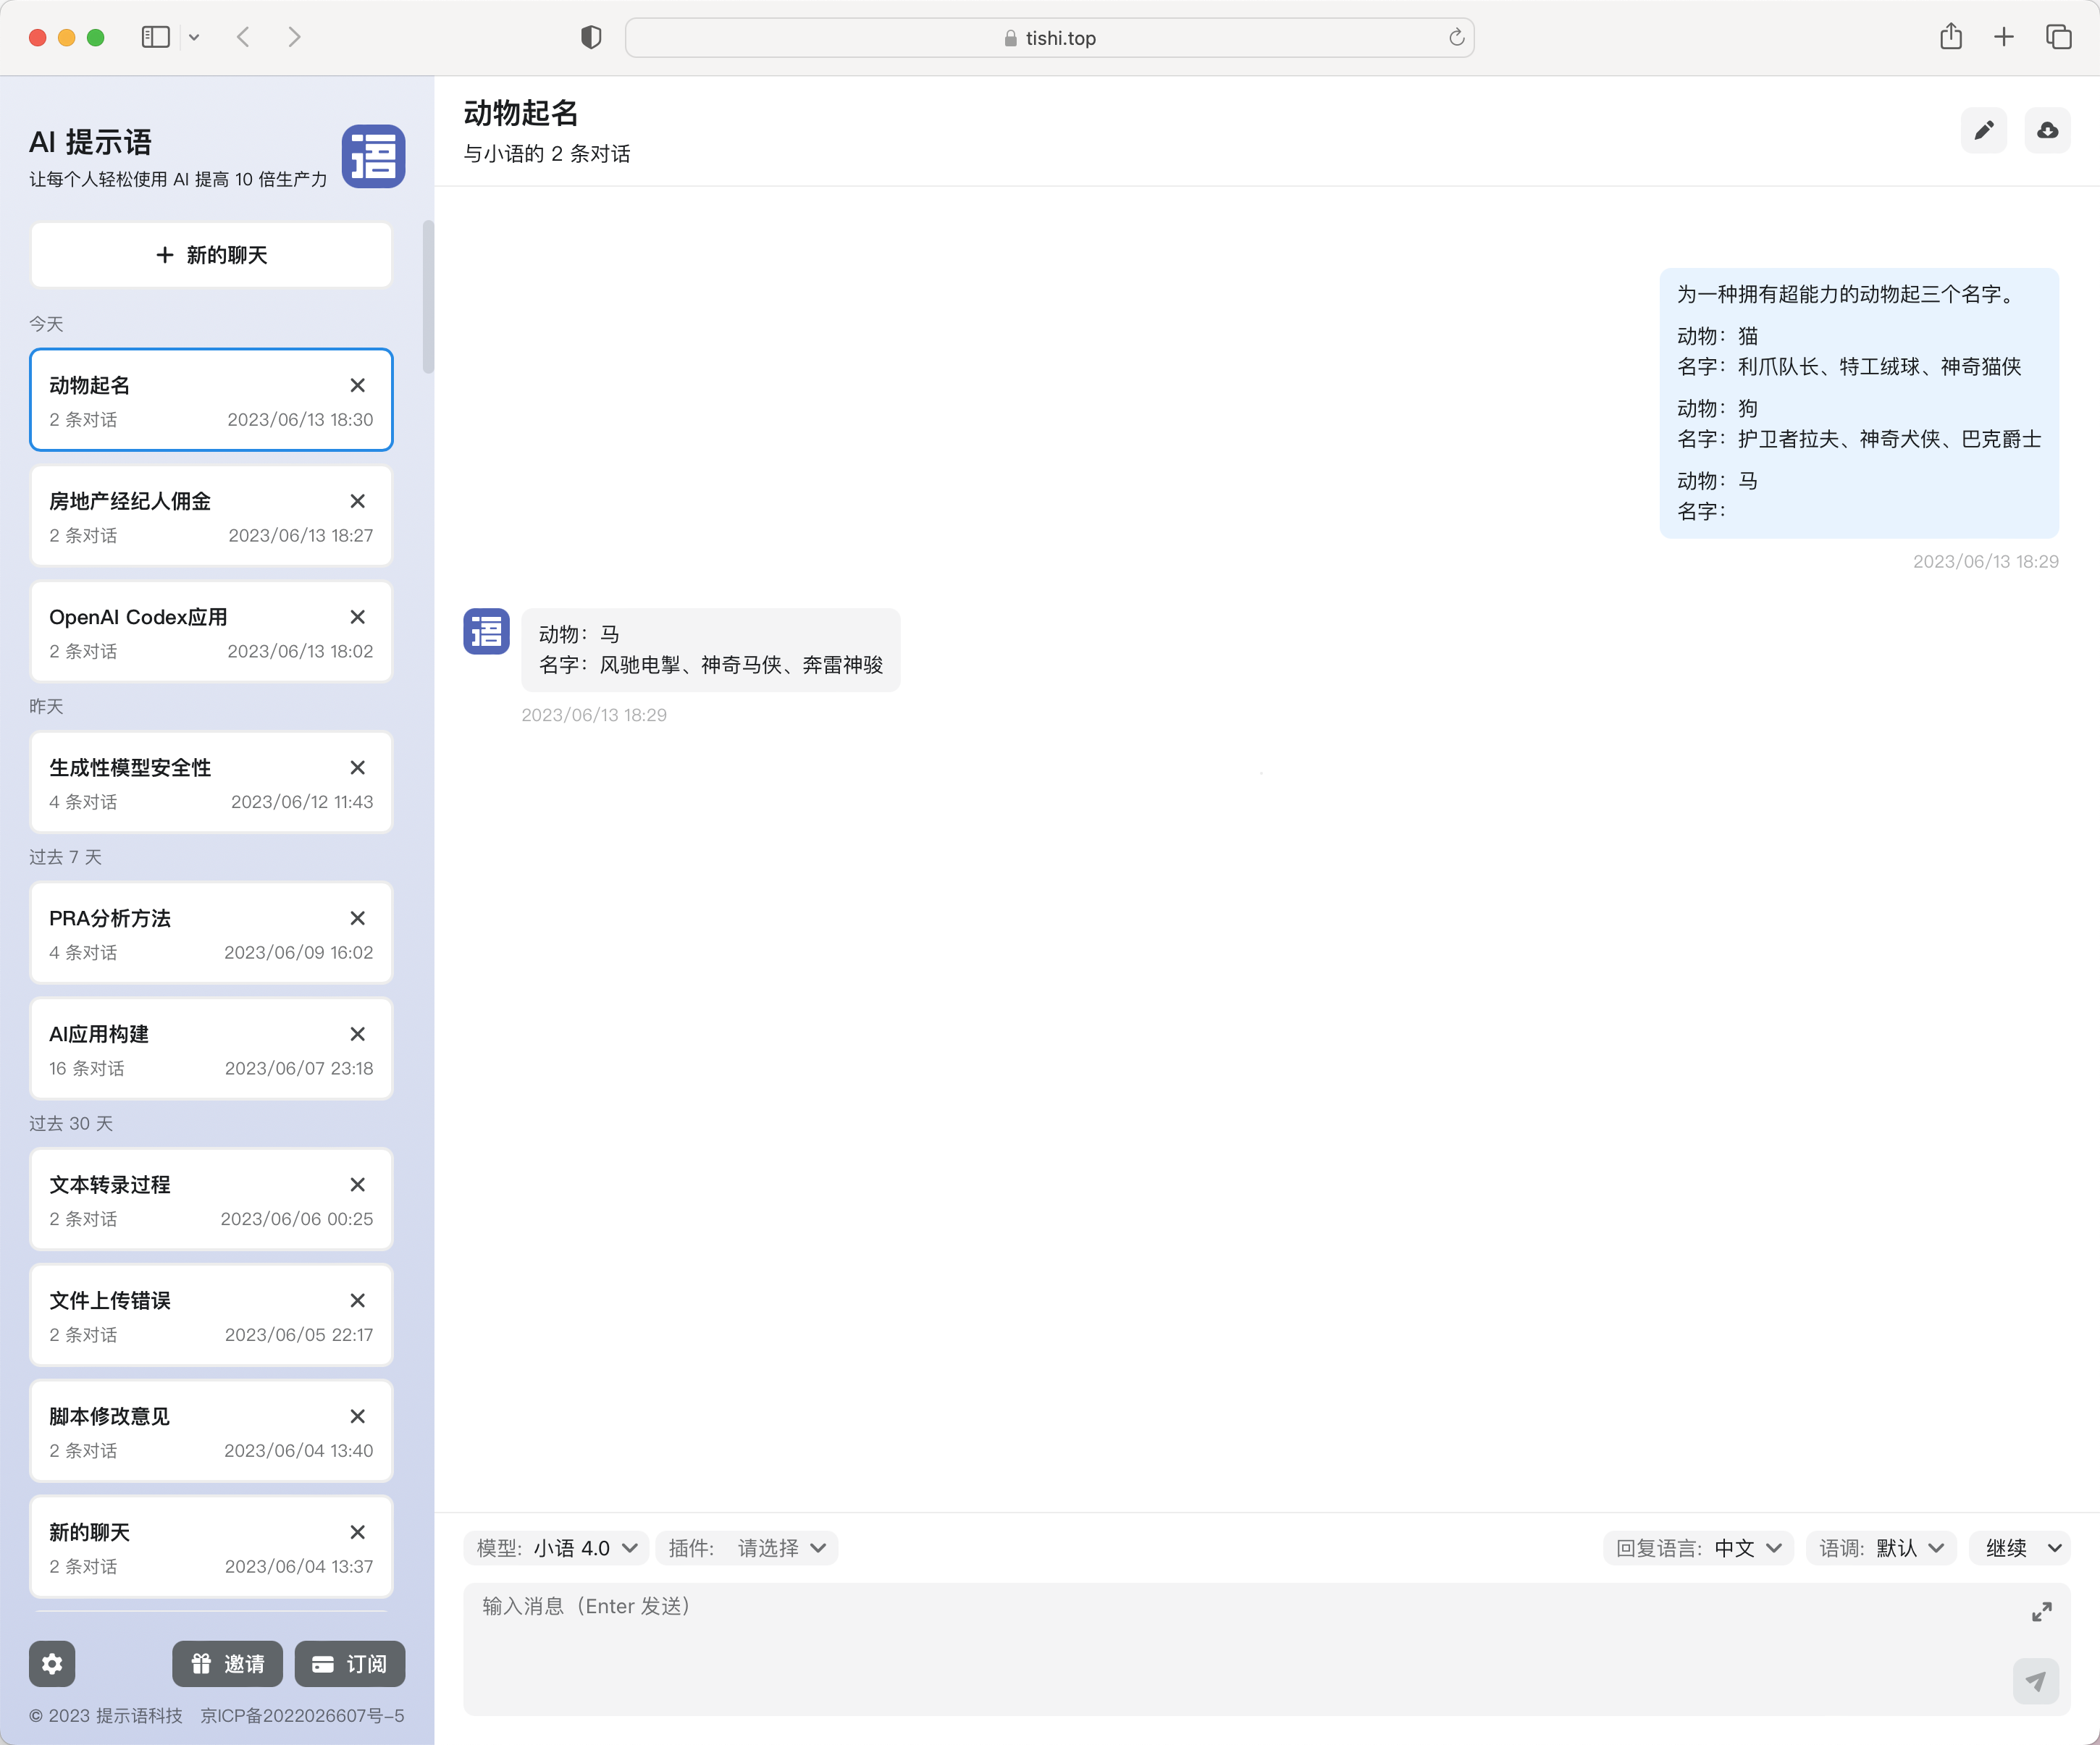 tishi.top
AI 提示语
让每个人轻松使用 AI 提高 10 倍生产力
语
+ 新的聊天
今天
动物起名
2 条对话 2023/06/13 18:30
房地产经纪人佣金
2 条对话 2023/06/13 18:27
OpenAI Codex应用
2 条对话 2023/06/13 18:02
昨天
生成性模型安全性
4 条对话 2023/06/12 11:43
过去 7 天
PRA分析方法
4 条对话 2023/06/09 16:02
AI应用构建
16 条对话 2023/06/07 23:18
过去 30 天
文本转录过程
2 条对话 2023/06/06 00:25
文件上传错误
2 条对话 2023/06/05 22:17
脚本修改意见
2 条对话 2023/06/04 13:40
新的聊天
2 条对话 2023/06/04 13:37
邀请 订阅
© 2023 提示语科技 京ICP备2022026607号-5
动物起名
与小语的 2 条对话
为一种拥有超能力的动物起三个名字。
动物：猫
名字：利爪队长、特工绒球、神奇猫侠
动物：狗
名字：护卫者拉夫、神奇犬侠、巴克爵士
动物：马
名字：
2023/06/13 18:29
语
动物：马
名字：风驰电掣、神奇马侠、奔雷神骏
2023/06/13 18:29
模型: 小语 4.0 插件: 请选择 回复语言: 中文 语调: 默认 继续
输入消息（Enter 发送）